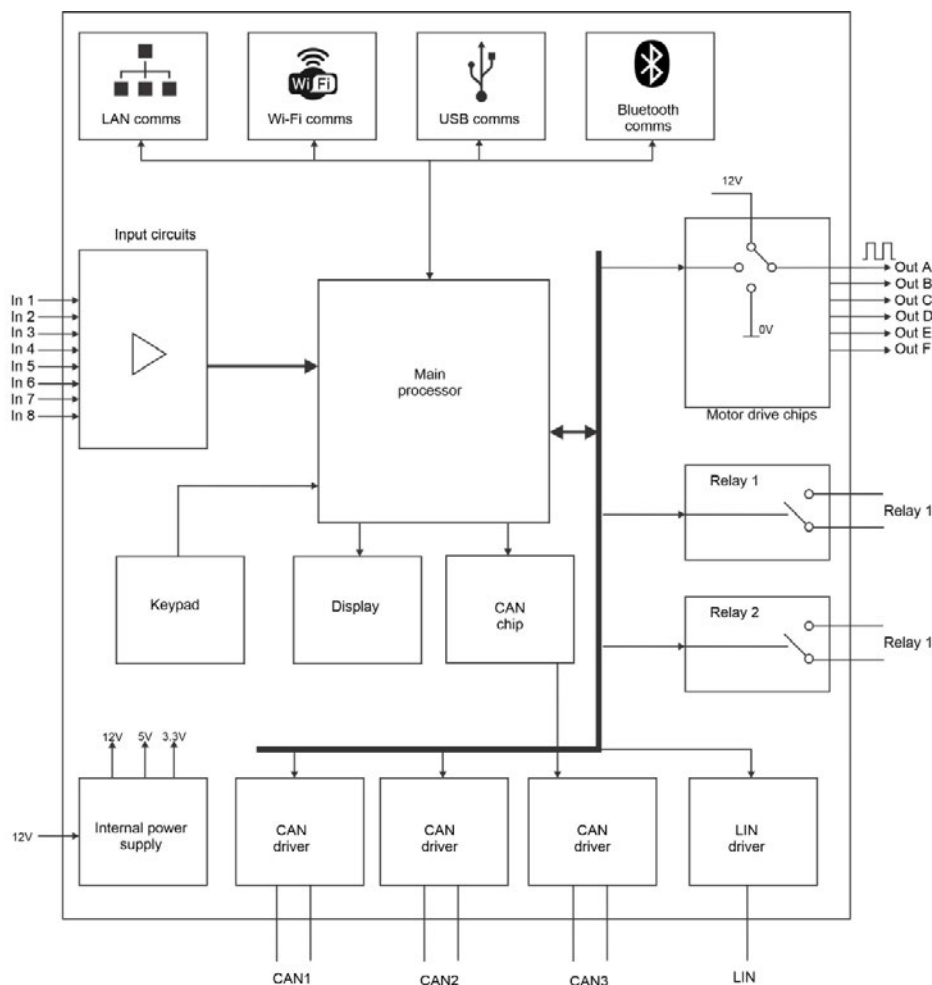 LAN comms
Wi Fi
Wi-Fi comms
USB comms
Bluetooth
comms
12V
Input circuits
In 1
In 2
In 3
In 4
In 5
In 6
In 7
In 8
Main
processor
0V
Out A
Out B
Out C
Out D
Out E
Out F
Motor drive chips
Relay 1
Relay 1
Keypad
Display
CAN
chip
Relay 2
Relay 1
12V
5V
3.3V
12V
Internal power
supply
CAN
driver
CAN
driver
CAN
driver
LIN
driver
CAN1
CAN2
CAN3
LIN